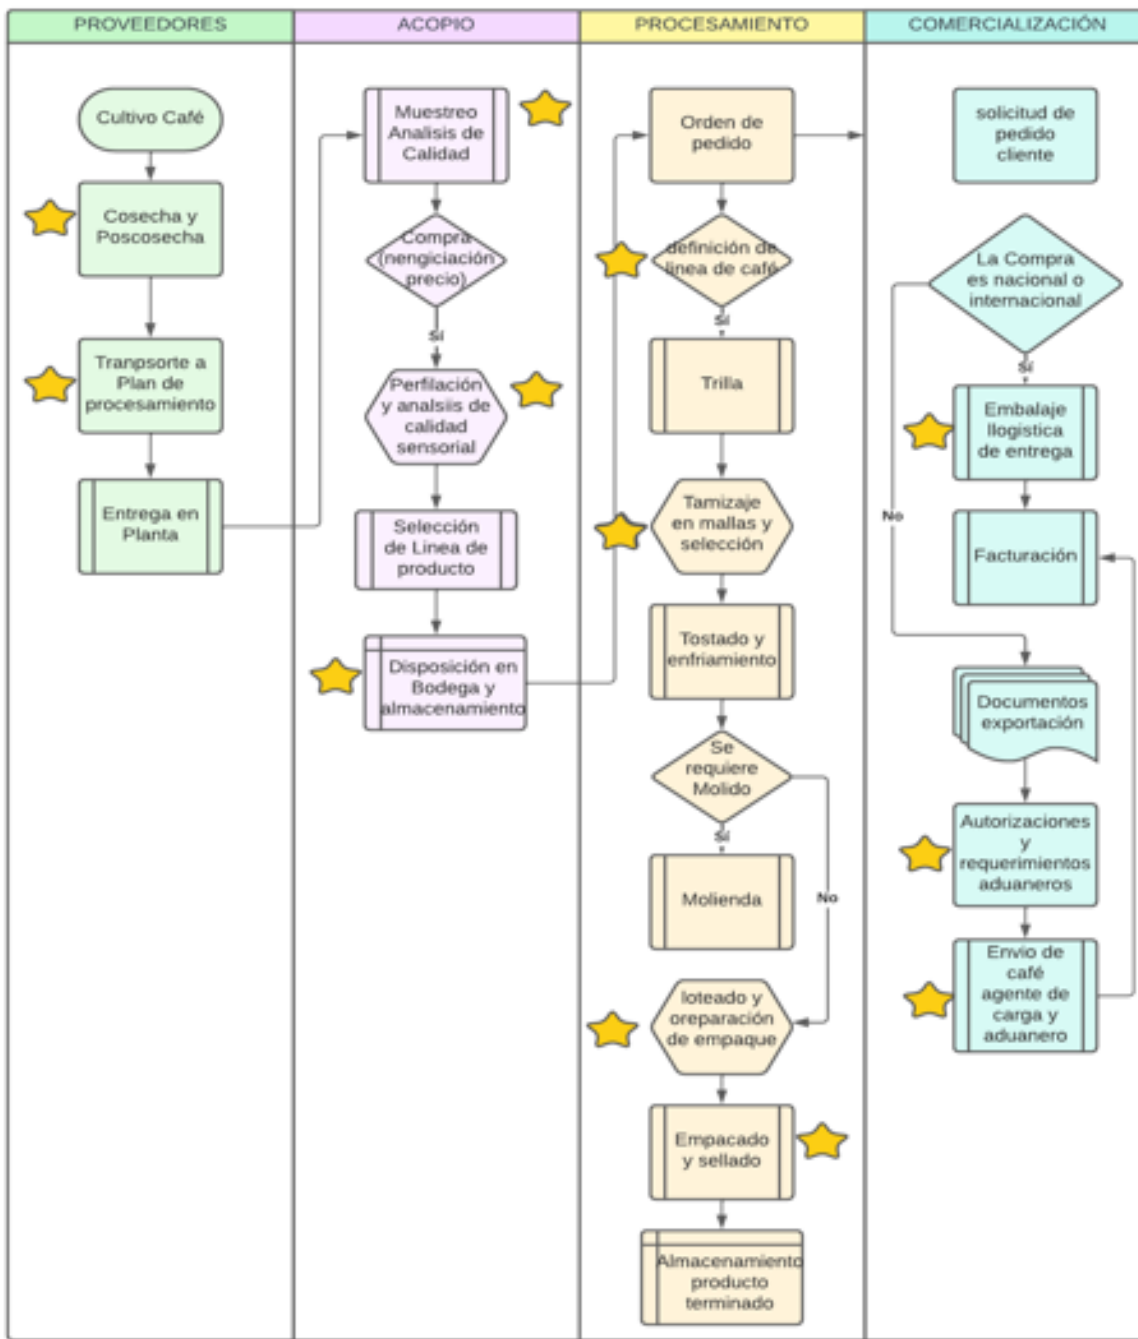 PROVEEDORES
ACOPIO
PROCESAMIENTO
COMERCIALIZACIÓN
Cultivo Café
Cosecha y
Poscosecha
Tranpsorte a
Plan de
procesamiento
Entrega en
Planta
Muestreo
Analisis de
Calidad
Compra
(nengiciación
precio)
Sí
Perfilación
y analsiis de
calidad
sensorial
Selección
de Linea de
producto
Disposición en
Bodega y
almacenamiento
Orden de
pedido
definición de
linea de café
Sí
Trilla
Tamizaje
en mallas y
selección
Tostado y
enfriamiento
Se
requiere
Molido
Sí
No
Molienda
loteado y
oreparación
de empaque
Empacado
y sellado
Almacenamiento
producto
terminado
solicitud de
pedido
cliente
La Compra
es nacional o
internacional
Sí
No
Embalaje
llogistica
de entrega
Facturación
Documentos
exportación
Autorizaciones
y
requerimientos
aduaneros
Envio de
café
agente de
carga y
aduanero